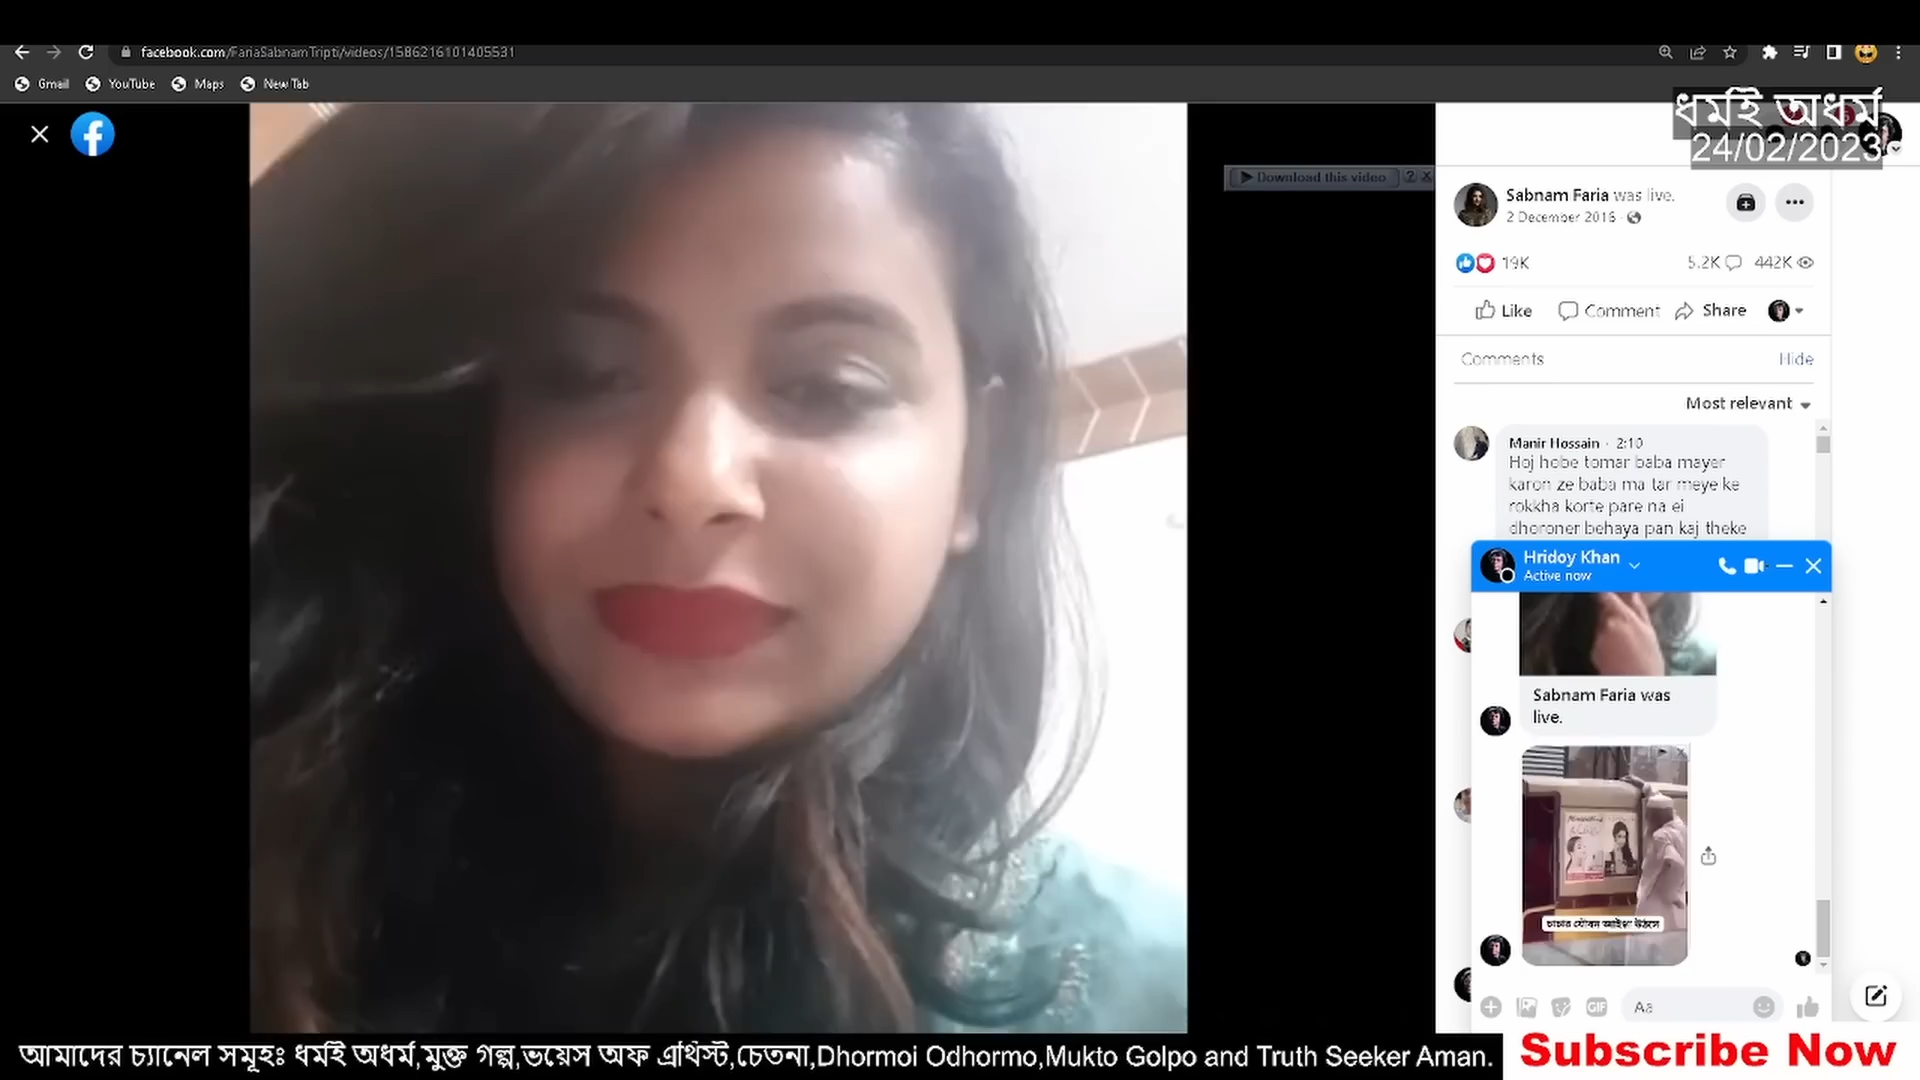 facebook.com/FariaSabnamTripti/videos/1586216101405531
Gmail YouTube Maps New Tab
ধর্মই অধর্ম
24/02/2023
Download this video ? X
Sabnam Faria was live.
2 December 2016
19K 5.2K 442K
Like Comment Share
Comments Hide
Most relevant
Manir Hossain · 2:10
Hoj hobe tomar baba mayer
karon ze baba ma tar meye ke
rokkha korte pare na ei
dhoroner behaya pan kaj theke
Hridoy Khan
Active now
Sabnam Faria was
live.
চাচার যৌবন আইয়া উঠসে
GIF Aa
আমাদের চ্যানেল সমূহঃ ধর্মই অধর্ম,মুক্ত গল্প,ভয়েস অফ এথিস্ট,চেতনা,Dhormoi Odhormo,Mukto Golpo and Truth Seeker Aman.
Subscribe Now